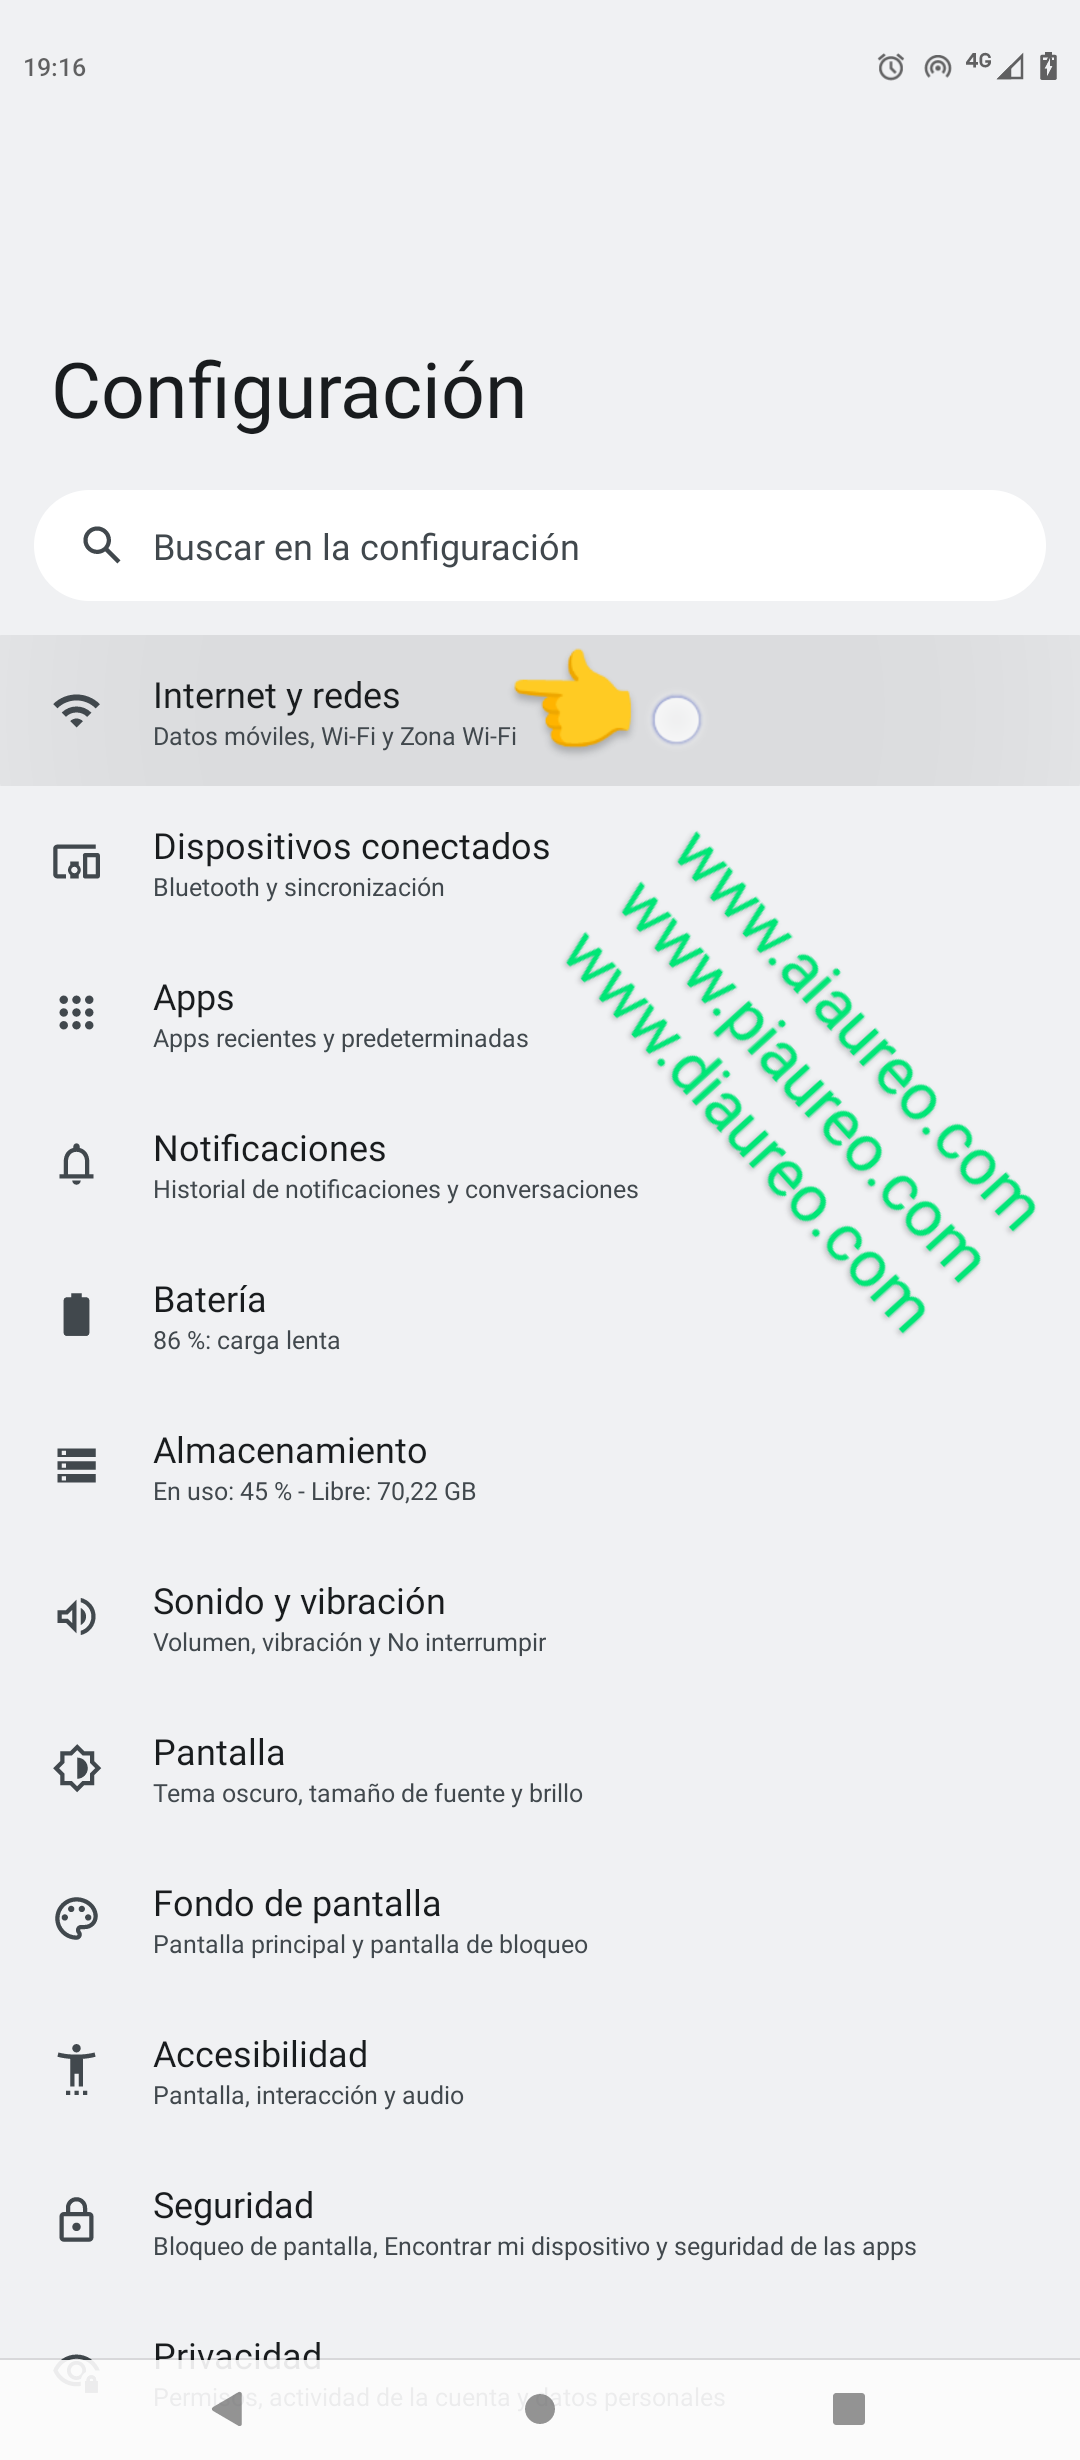 19:16
4G
Configuración
Buscar en la configuración
Internet y redes
Datos móviles, Wi-Fi y Zona Wi-Fi
Dispositivos conectados
Bluetooth y sincronización
www.aiaureo.com
www.piaureo.com
www.diaureo.com
Apps
Apps recientes y predeterminadas
Notificaciones
Historial de notificaciones y conversaciones
Batería
86 %: carga lenta
Almacenamiento
En uso: 45 % - Libre: 70,22 GB
Sonido y vibración
Volumen, vibración y No interrumpir
Pantalla
Tema oscuro, tamaño de fuente y brillo
Fondo de pantalla
Pantalla principal y pantalla de bloqueo
Accesibilidad
Pantalla, interacción y audio
Seguridad
Bloqueo de pantalla, Encontrar mi dispositivo y seguridad de las apps
Privacidad
Permisos, actividad de la cuenta y datos personales